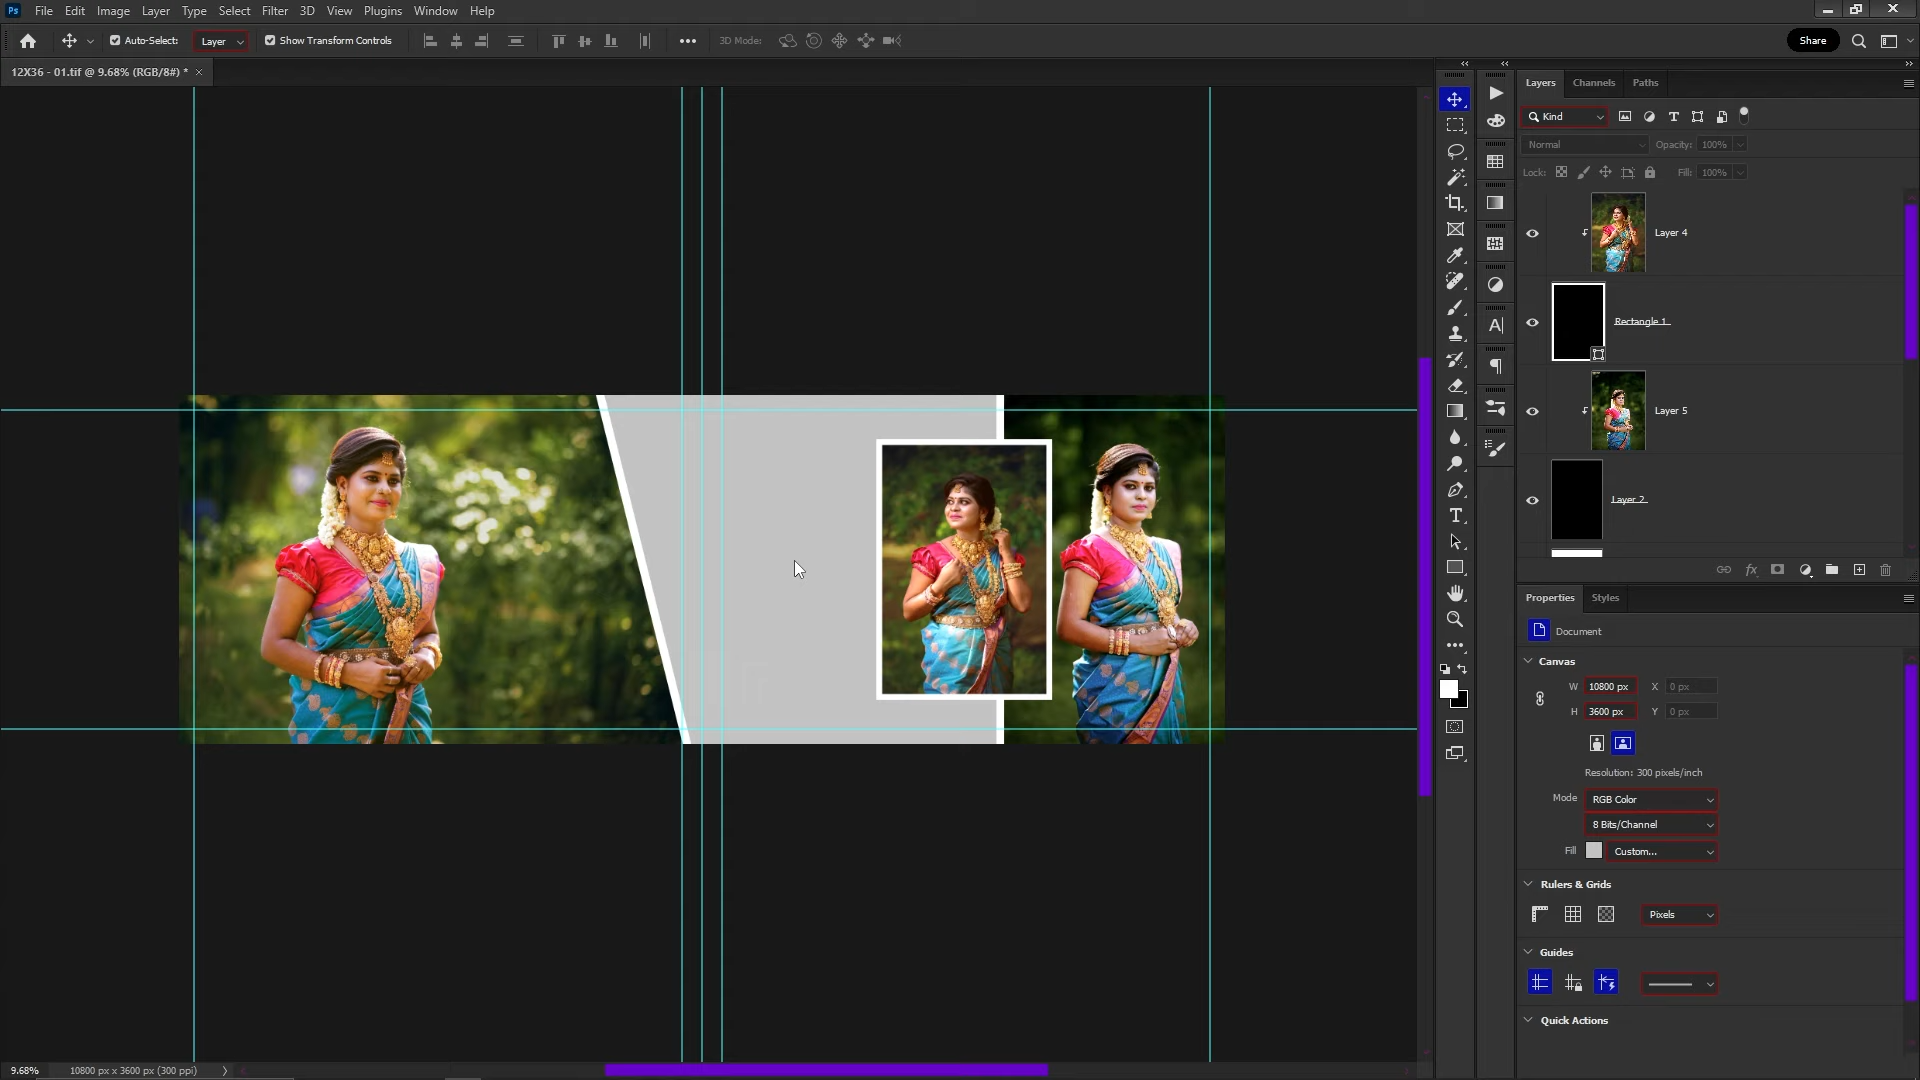 Ps File Edit Image Layer Type Select Filter 3D View Plugins Window Help
Auto-Select: Layer Show Transform Controls 3D Mode: Share
12X36 - 01.tif @ 9.68% (RGB/8#) *
Layers Channels Paths
Kind
Normal Opacity: 100%
Lock: Fill: 100%
Layer 4
Rectangle 1
Layer 5
Layer 2
Properties Styles
Document
Canvas
W 10800 px X 0 px
H 3600 px Y 0 px
Resolution: 300 pixels/inch
Mode RGB Color
8 Bits/Channel
Fill Custom...
Rulers & Grids
Pixels
Guides
Quick Actions
9.68% 10800 px x 3600 px (300 ppi)